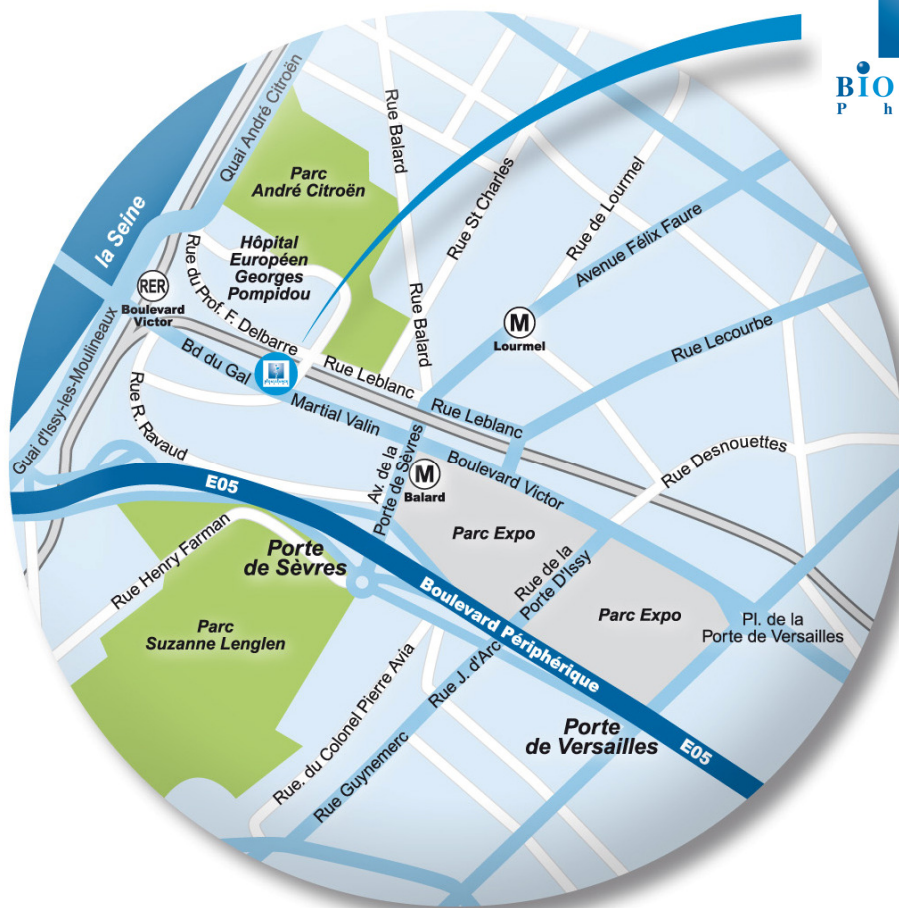 BIO
P h
Quai André Citroën
Rue Balard
Parc
André Citroën
Rue St Charles
Rue de Lourmel
la Seine
Avenue Félix Faure
Hôpital
Européen
Georges
Pompidou
Rue du Prof. F. Delbarre
RER
Boulevard
Victor
Rue Balard
M
Lourmel
Rue Lecourbe
Guai d'Issy-les-Moulineaux
Bd du Gal
Martial Valin
Rue Leblanc
Rue Leblanc
Rue R. Ravaud
Av. de la
Porte de Sèvres
M
Balard
Boulevard Victor
Rue Desnouettes
E05
Parc Expo
Rue Henry Farman
Porte
de Sèvres
Rue de la
Porte D'Issy
Parc Expo
Pl. de la
Porte de Versailles
Parc
Suzanne Lenglen
Boulevard Périphérique
Rue J. d'Arc
Rue. du Colonel Pierre Avia
Rue Guynemerc
Porte
de Versailles
E05